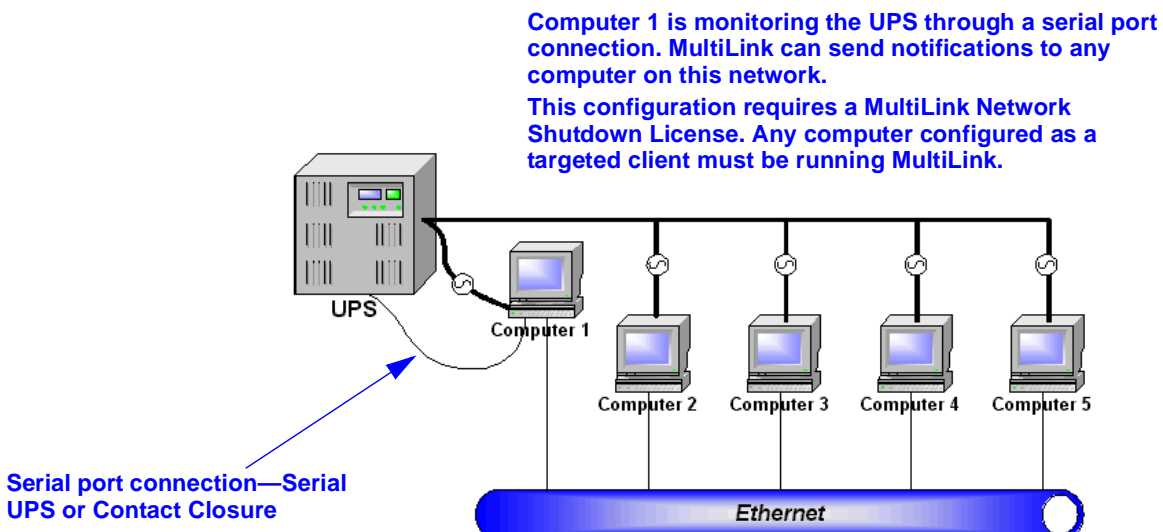 Computer 1 is monitoring the UPS through a serial port
connection. MultiLink can send notifications to any
computer on this network.
This configuration requires a MultiLink Network
Shutdown License. Any computer configured as a
targeted client must be running MultiLink.
UPS
Computer 1
Computer 2
Computer 3
Computer 4
Computer 5
Serial port connection—Serial
UPS or Contact Closure
Ethernet